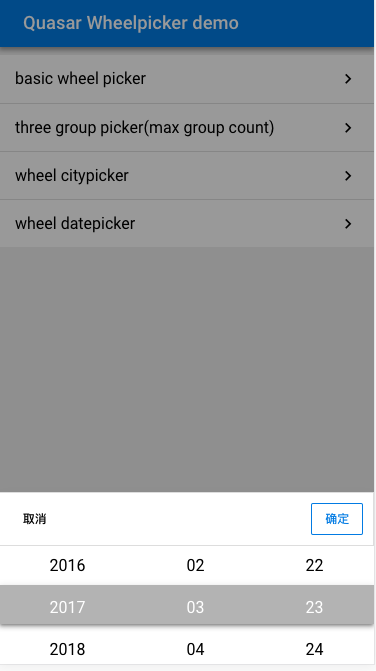 Quasar Wheelpicker demo
basic wheel picker
three group picker(max group count)
wheel citypicker
wheel datepicker
取消 确定
2016 02 22
2017 03 23
2018 04 24